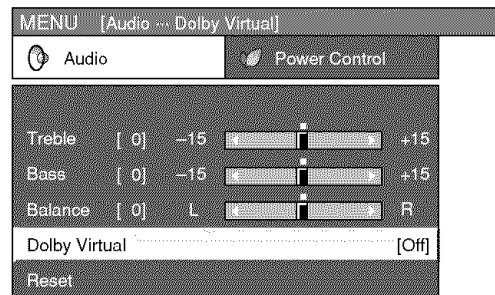 MENU [Audio ··· Dolby Virtual]
Audio Power Control
Treble [ 0] –15 +15
Bass [ 0] –15 +15
Balance [ 0] L R
Dolby Virtual [Off]
Reset